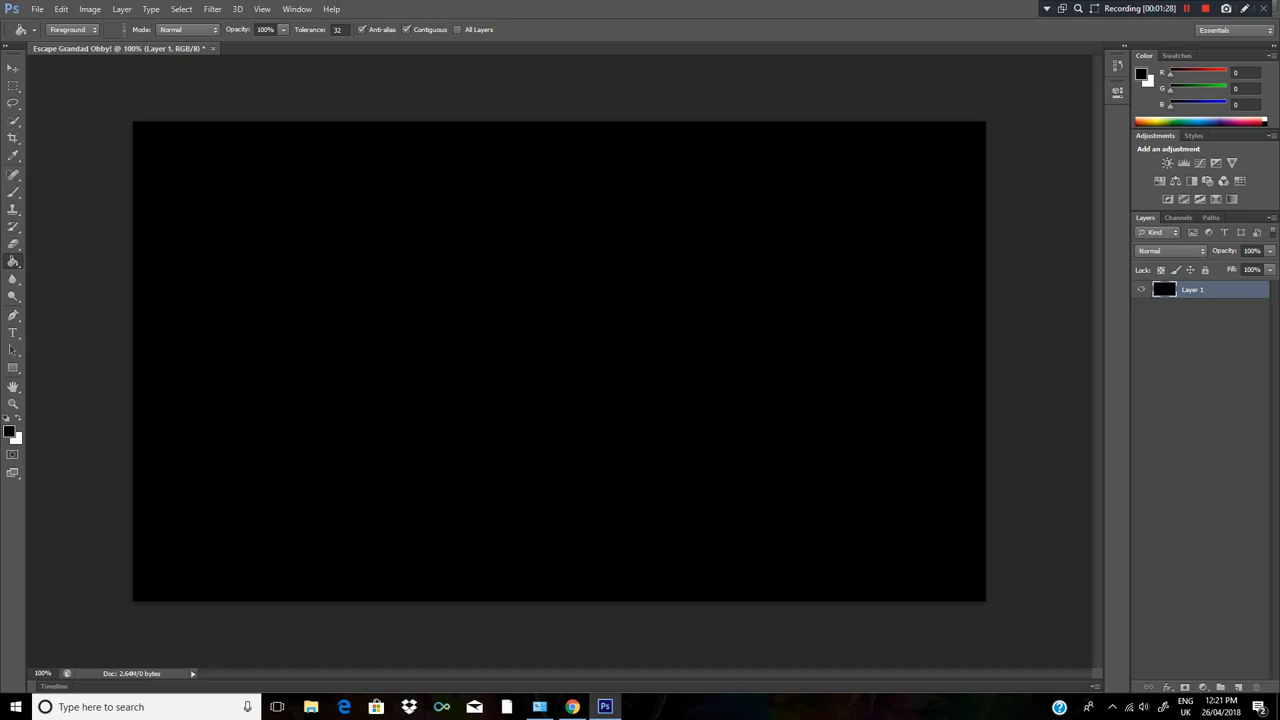 Ps File Edit Image Layer Type Select Filter 3D View Window Help Recording [00:01:28]
Foreground Mode: Normal Opacity: 100% Tolerance: 32 Anti-alias Contiguous All Layers Essentials
Escape Grandad Obby! @ 100% (Layer 1, RGB/8) * ×
Color Swatches
R 0
G 0
B 0
Adjustments Styles
Add an adjustment
Layers Channels Paths
Kind
Normal Opacity: 100%
Lock: Fill: 100%
Layer 1
100% Doc: 2.64M/0 bytes
Timeline
Type here to search
Ps
ENG 12:21 PM
UK 26/04/2018
2